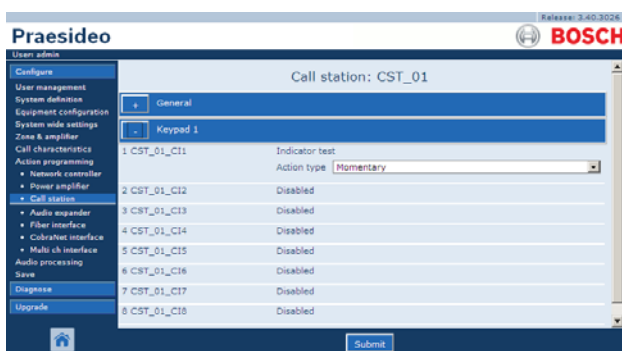 Release: 3.40.3026
Praesideo
BOSCH
User: admin
Configure
User management
System definition
Equipment configuration
System wide settings
Zone & amplifier
Call characteristics
Action programming
• Network controller
• Power amplifier
• Call station
• Audio expander
• Fiber interface
• CobraNet interface
• Multi ch interface
Audio processing
Save
Diagnose
Upgrade
Call station: CST_01
+ General
- Keypad 1
1 CST_01_CI1 Indicator test
Action type Momentary
2 CST_01_CI2 Disabled
3 CST_01_CI3 Disabled
4 CST_01_CI4 Disabled
5 CST_01_CI5 Disabled
6 CST_01_CI6 Disabled
7 CST_01_CI7 Disabled
8 CST_01_CI8 Disabled
Submit